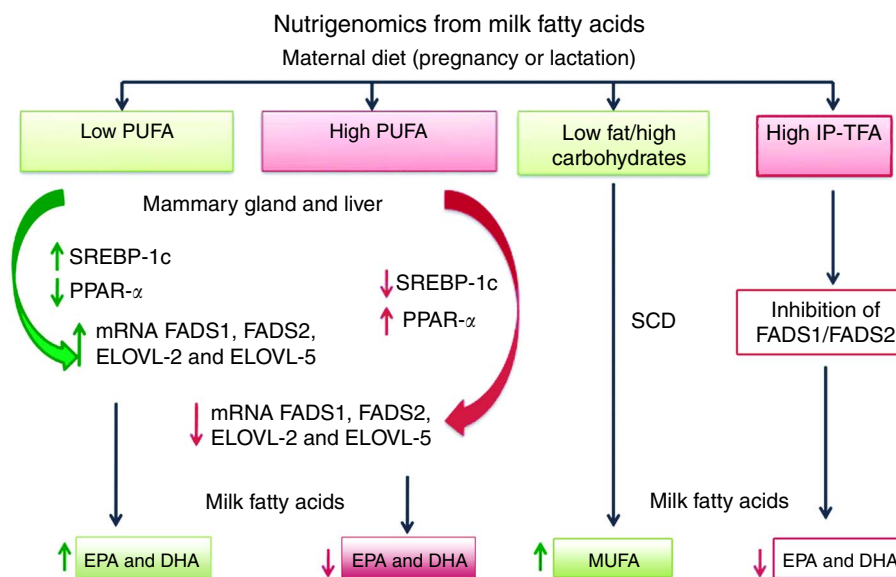 Nutrigenomics from milk fatty acids
Maternal diet (pregnancy or lactation)
Low PUFA
High PUFA
Low fat/high
carbohydrates
High IP-TFA
Mammary gland and liver
↑ SREBP-1c
↓ PPAR-α
↑ mRNA FADS1, FADS2,
ELOVL-2 and ELOVL-5
↓ SREBP-1c
↑ PPAR-α
↓ mRNA FADS1, FADS2,
ELOVL-2 and ELOVL-5
SCD
Inhibition of
FADS1/FADS2
Milk fatty acids
Milk fatty acids
↑ EPA and DHA
↓ EPA and DHA
↑ MUFA
↓ EPA and DHA